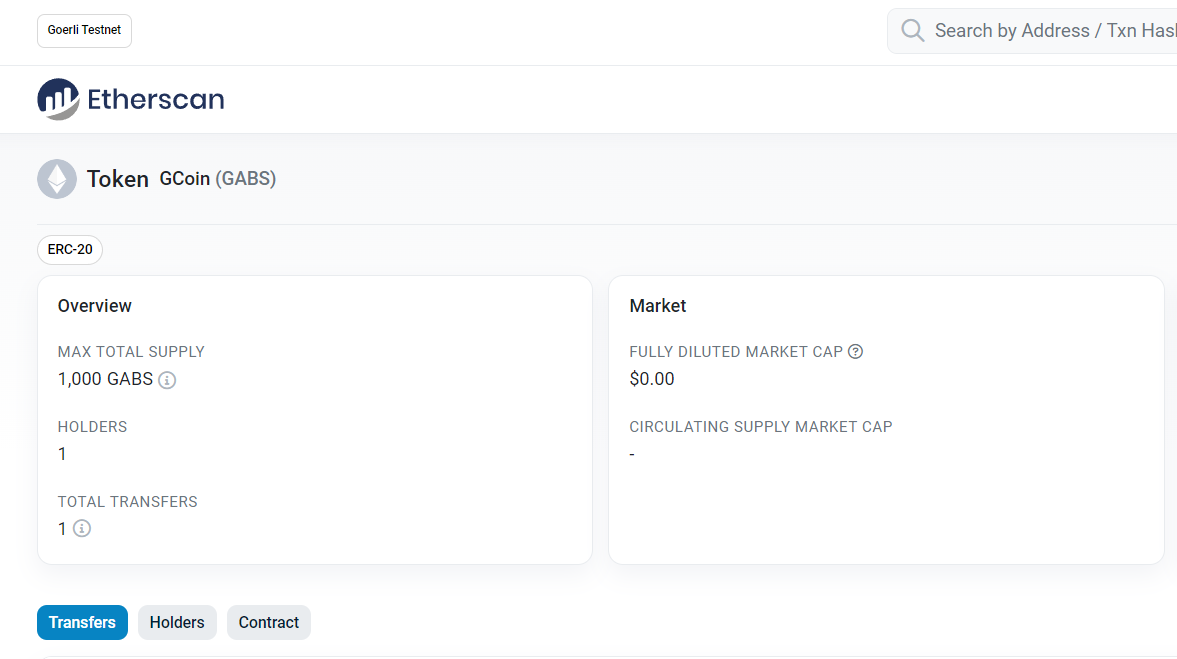 Goerli Testnet
Search by Address / Txn Hash
Etherscan
Token GCoin (GABS)
ERC-20
Overview
MAX TOTAL SUPPLY
1,000 GABS
HOLDERS
1
TOTAL TRANSFERS
1
Market
FULLY DILUTED MARKET CAP
$0.00
CIRCULATING SUPPLY MARKET CAP
-
Transfers Holders Contract